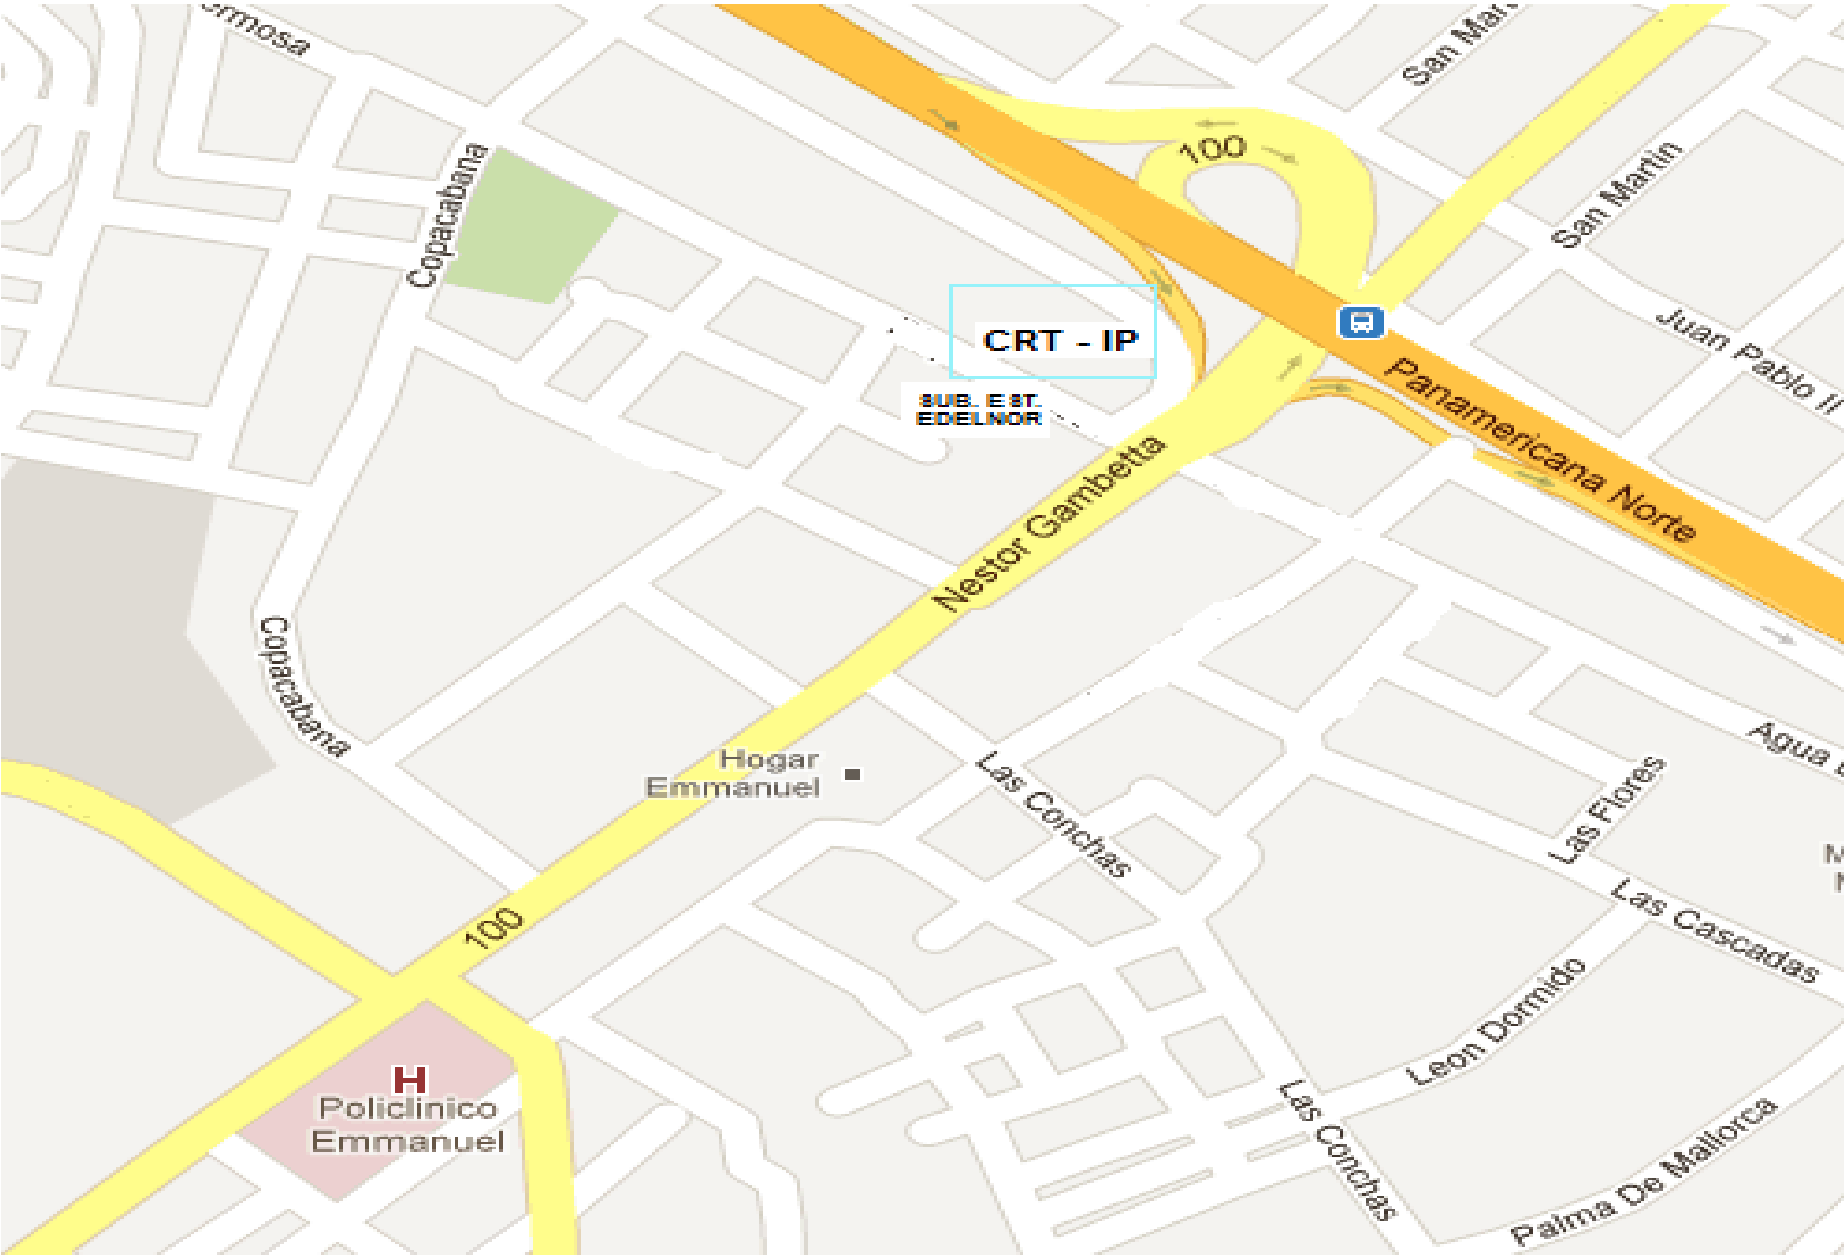 San Mar
100
Copacabana
San Martin
Juan Pablo II
CRT - IP
SUB. EST.
EDELNOR
Panamericana Norte
Nestor Gambetta
Copacabana
Hogar
Emmanuel
Las Conchas
Agua
Las Flores
Las Cascadas
100
Leon Dormido
H
Policlinico
Emmanuel
Las Conchas
Palma De Mallorca